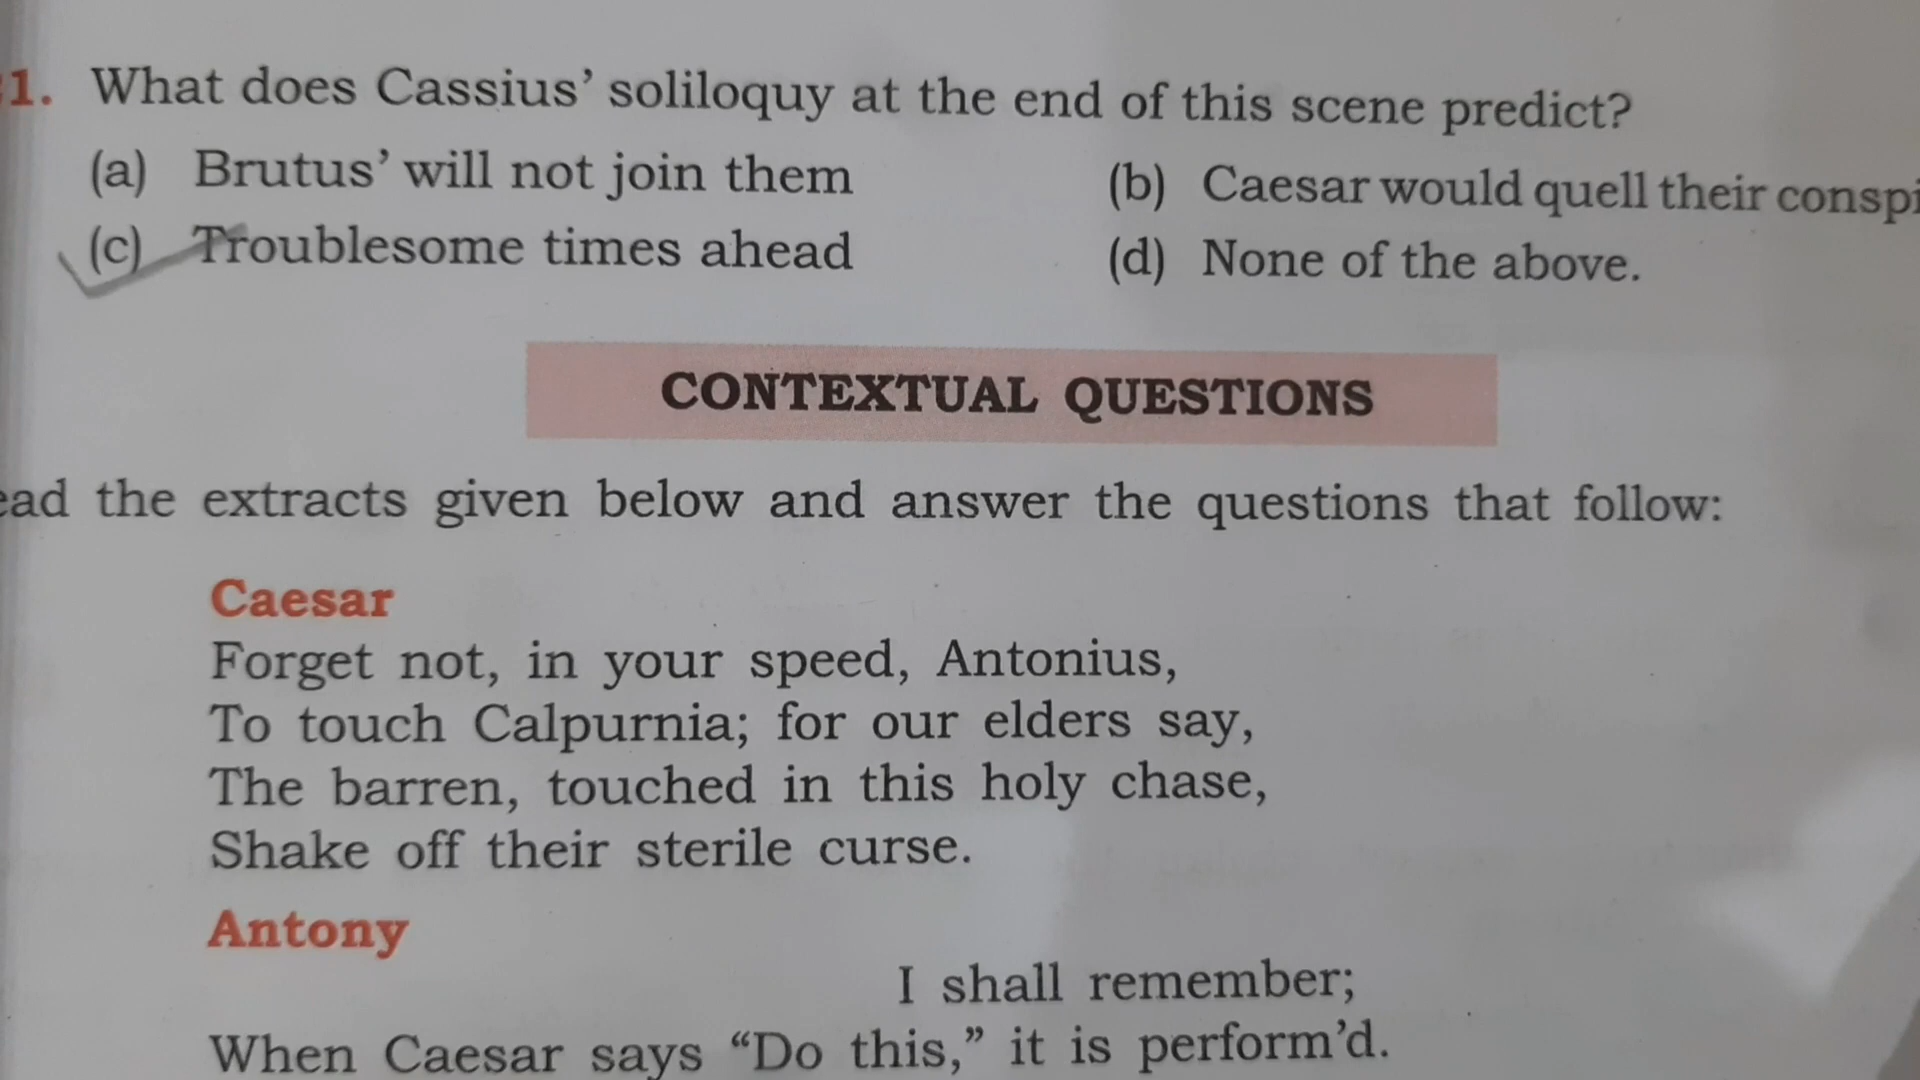 1. What does Cassius’ soliloquy at the end of this scene predict?
(a) Brutus’ will not join them (b) Caesar would quell their
(c) Troublesome times ahead (d) None of the above.
CONTEXTUAL QUESTIONS
the extracts given below and answer the questions that follow:
Caesar
Forget not, in your speed, Antonius,
To touch Calpurnia; for our elders say,
The barren, touched in this holy chase,
Shake off their sterile curse.
Antony
I shall remember;
When Caesar says “Do this,” it is perform’d.